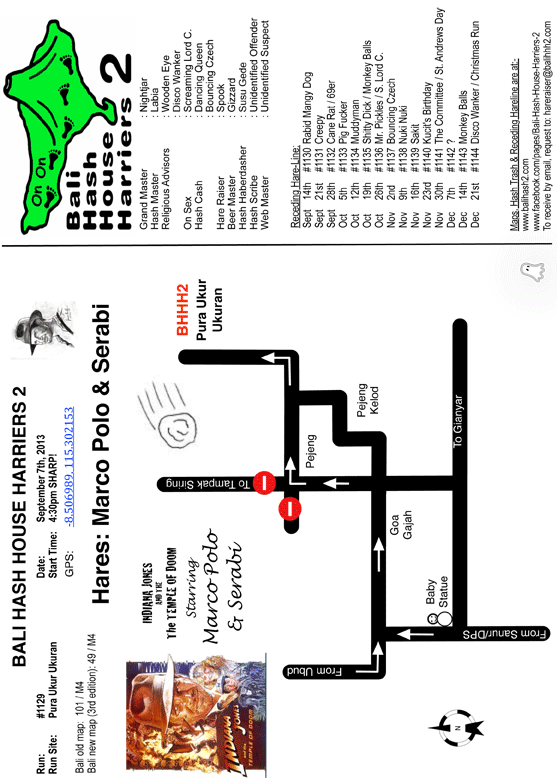 BALI HASH HOUSE HARRIERS 2
Run: #1129
Run Site: Pura Ukur Ukuran
Date: September 7th, 2013
Start Time: 4:30pm SHARP!
Bali old map: 101 / M4
Bali new map (3rd edition): 49 / M4
GPS: -8.506989, 115.302153
Hares: Marco Polo & Serabi
INDIANA JONES
AND THE
TEMPLE OF DOOM
INDIANA JONES
AND THE
The TEMPLE OF DOOM
Starring
Marco Polo
& Serabi
BHHH2
Pura Ukur
Ukuran
To Tampak Siring
Pejeng
Pejeng
Kelod
Goa
Gajah
To Gianyar
Baby
Statue
From Ubud
From Sanur/DPS
N
On On
Bali
Hash
House
Harriers 2
Grand Master : Nightjar
Hash Master : Labia
Religious Advisors : Wooden Eye
: Disco Wanker
On Sex : Screaming Lord C.
Hash Cash : Dancing Queen
: Bouncing Czech
Hare Raiser : Spook
Beer Master : Gizzard
Hash Haberdasher : Susu Gede
Hash Scribe : Unidentified Offender
Web Master : Unidentified Suspect
Receding Hare-Line:
Sept 14th #1130 Rabid Mangy Dog
Sept 21st #1131 Creepy
Sept 28th #1132 Cane Rat / 69er
Oct 5th #1133 Pig Fucker
Oct 12th #1134 Muddyman
Oct 19th #1135 Shitty Dick / Monkey Balls
Oct 26th #1136 Mr. Pickles / S. Lord C.
Nov 2nd #1137 Bouncing Czech
Nov 9th #1138 Nuki Nuki
Nov 16th #1139 Sakit
Nov 23rd #1140 Kucit's Birthday
Nov 30th #1141 The Committee / St. Andrews Day
Dec 7th #1142 ?
Dec 14th #1143 Monkey Balls
Dec 21st #1144 Disco Wanker / Christmas Run
Maps, Hash Trash & Receding Hareline are at:
www.balihash2.com
www.facebook.com/pages/Bali-Hash-House-Harriers-2
To receive by email, request to: hareraiser@balihhh2.com